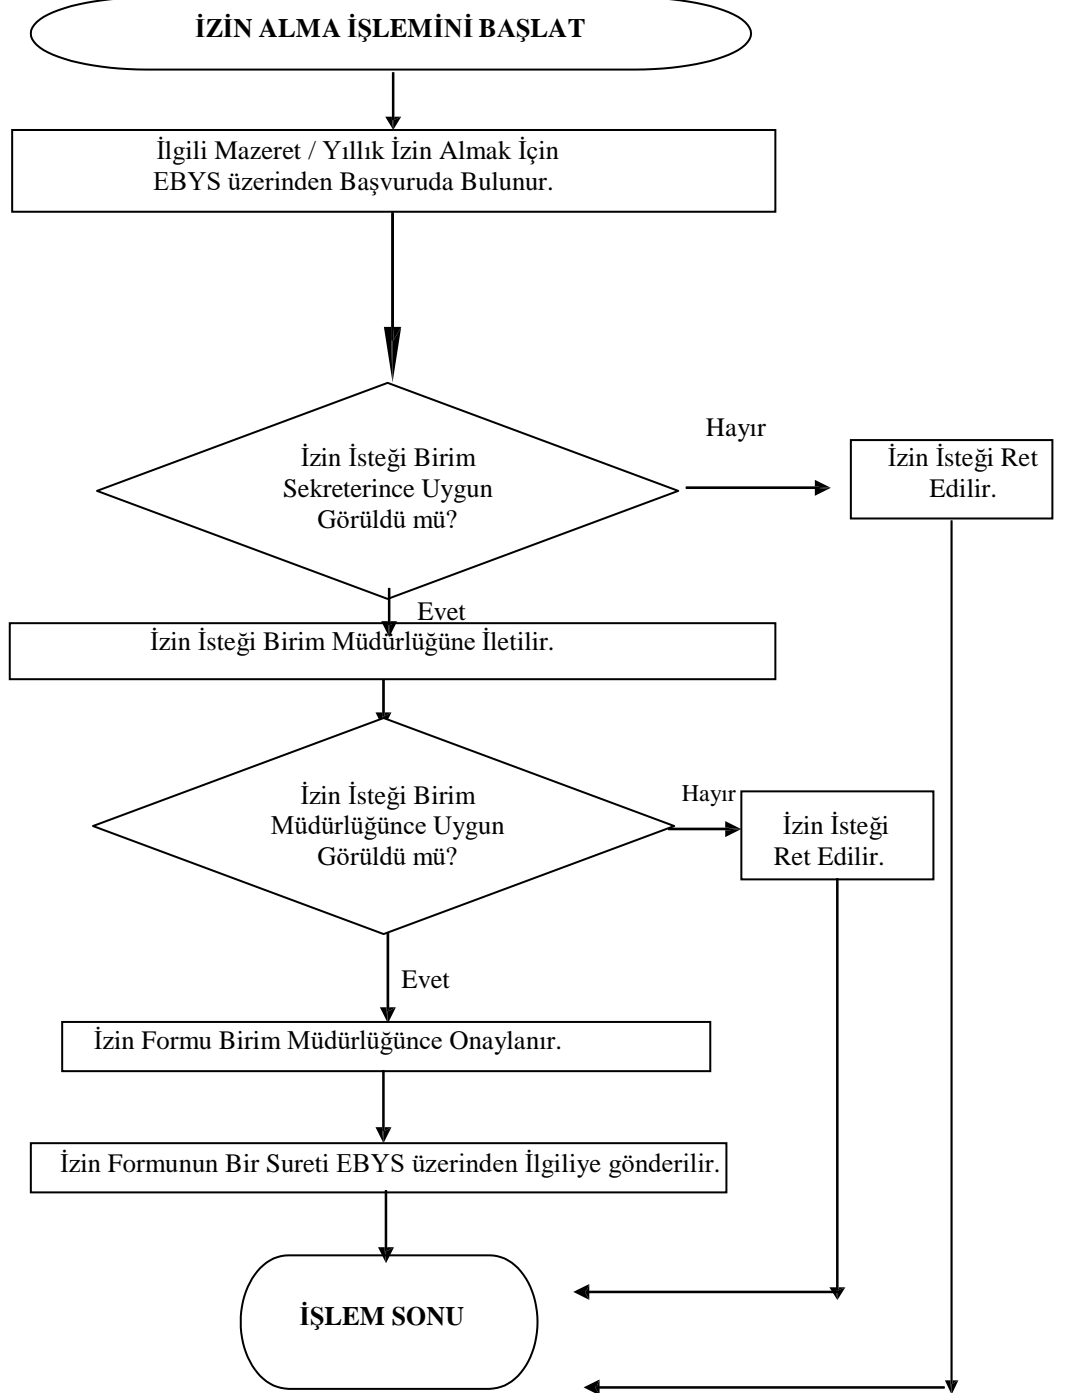 İZİN ALMA İŞLEMİNİ BAŞLAT
İlgili Mazeret / Yıllık İzin Almak İçin
EBYS üzerinden Başvuruda Bulunur.
İzin İsteği Birim
Sekreterince Uygun
Görüldü mü?
Hayır
İzin İsteği Ret
Edilir.
Evet
İzin İsteği Birim Müdürlüğüne İletilir.
İzin İsteği Birim
Müdürlüğünce Uygun
Görüldü mü?
Hayır
İzin İsteği
Ret Edilir.
Evet
İzin Formu Birim Müdürlüğünce Onaylanır.
İzin Formunun Bir Sureti EBYS üzerinden İlgiliye gönderilir.
İŞLEM SONU